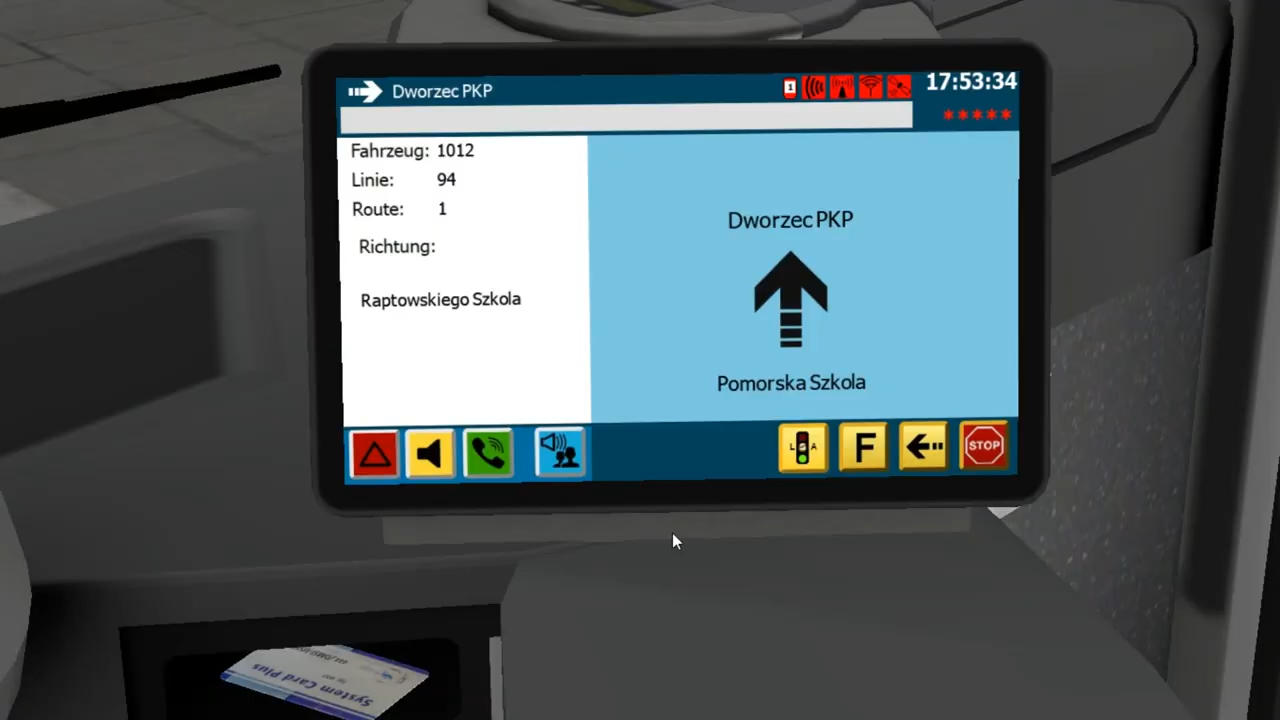 Dworzec PKP
1
17:53:34
*****
Fahrzeug: 1012
Linie: 94
Route: 1
Richtung:
Raptowskiego Szkola
Dworzec PKP
Pomorska Szkola
L S A
F
STOP
System Card Plus